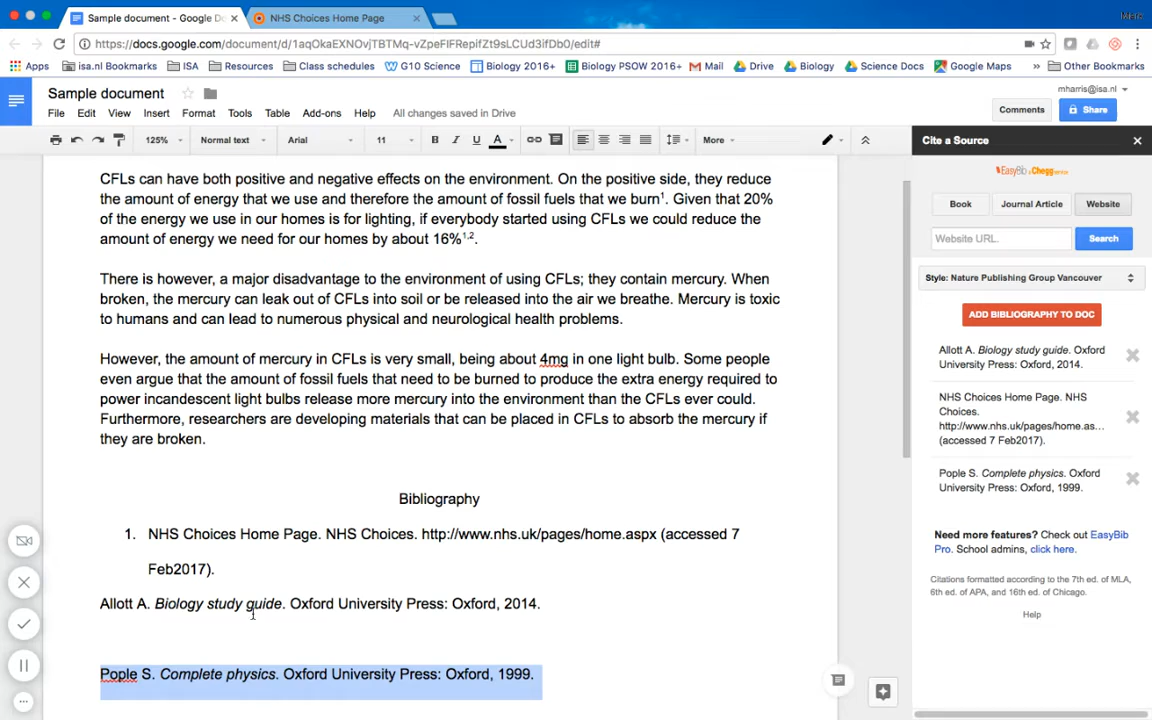 Sample document - Google Do
NHS Choices Home Page
Merv
https://docs.google.com/document/d/1aqOkaEXNOvjTBTMq-vZpeFIFRepifZt9sLCUd3ifDb0/edit#
Apps
isa.nl Bookmarks
ISA
Resources
Class schedules
G10 Science
Biology 2016+
Biology PSOW 2016+
Mail
Drive
Biology
Science Docs
Google Maps
»
Other Bookmarks
Sample document
mharris@isa.nl
File Edit View Insert Format Tools Table Add-ons Help All changes saved in Drive
Comments
Share
125% Normal text Arial 11 B I U A More
Cite a Source
CFLs can have both positive and negative effects on the environment. On the positive side, they reduce
the amount of energy that we use and therefore the amount of fossil fuels that we burn¹. Given that 20%
of the energy we use in our homes is for lighting, if everybody started using CFLs we could reduce the
amount of energy we need for our homes by about 16%¹,².
There is however, a major disadvantage to the environment of using CFLs; they contain mercury. When
broken, the mercury can leak out of CFLs into soil or be released into the air we breathe. Mercury is toxic
to humans and can lead to numerous physical and neurological health problems.
However, the amount of mercury in CFLs is very small, being about 4mg in one light bulb. Some people
even argue that the amount of fossil fuels that need to be burned to produce the extra energy required to
power incandescent light bulbs release more mercury into the environment than the CFLs ever could.
Furthermore, researchers are developing materials that can be placed in CFLs to absorb the mercury if
they are broken.
Bibliography
1. NHS Choices Home Page. NHS Choices. http://www.nhs.uk/pages/home.aspx (accessed 7
Feb2017).
Allott A. Biology study guide. Oxford University Press: Oxford, 2014.
Pople S. Complete physics. Oxford University Press: Oxford, 1999.
EasyBib a Chegg service
Book
Journal Article
Website
Website URL.
Search
Style: Nature Publishing Group Vancouver
ADD BIBLIOGRAPHY TO DOC
Allott A. Biology study guide. Oxford
University Press: Oxford, 2014.
NHS Choices Home Page. NHS
Choices.
http://www.nhs.uk/pages/home.as...
(accessed 7 Feb2017).
Pople S. Complete physics. Oxford
University Press: Oxford, 1999.
Need more features? Check out EasyBib
Pro. School admins, click here.
Citations formatted according to the 7th ed. of MLA,
6th ed. of APA, and 16th ed. of Chicago.
Help